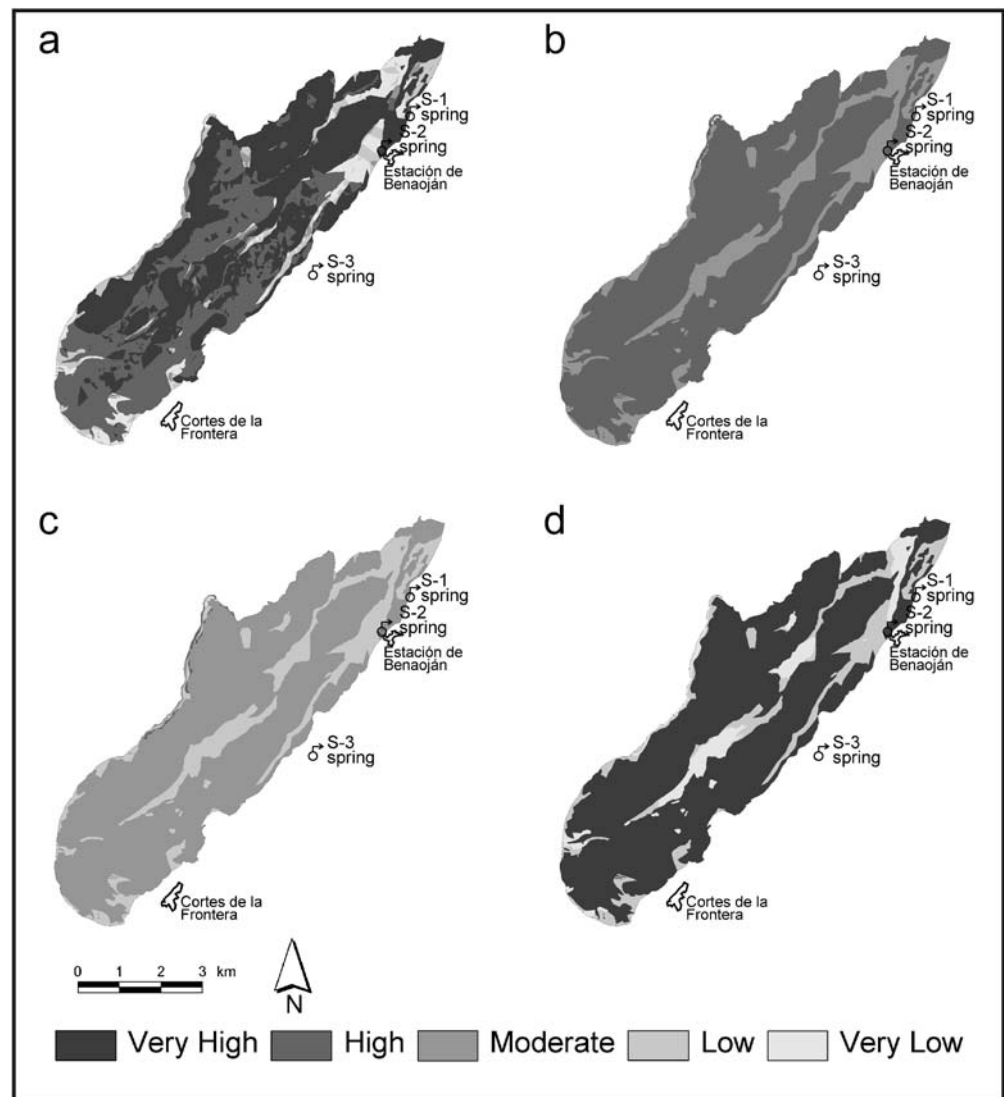 a
S-1
spring
S-2
spring
Estación de
Benaoján
S-3
spring
Cortes de la
Frontera
b
S-1
spring
S-2
spring
Estación de
Benaoján
S-3
spring
Cortes de la
Frontera
c
S-1
spring
S-2
spring
Estación de
Benaoján
S-3
spring
Cortes de la
Frontera
d
S-1
spring
S-2
spring
Estación de
Benaoján
S-3
spring
Cortes de la
Frontera
0 1 2 3 km
N
Very High High Moderate Low Very Low